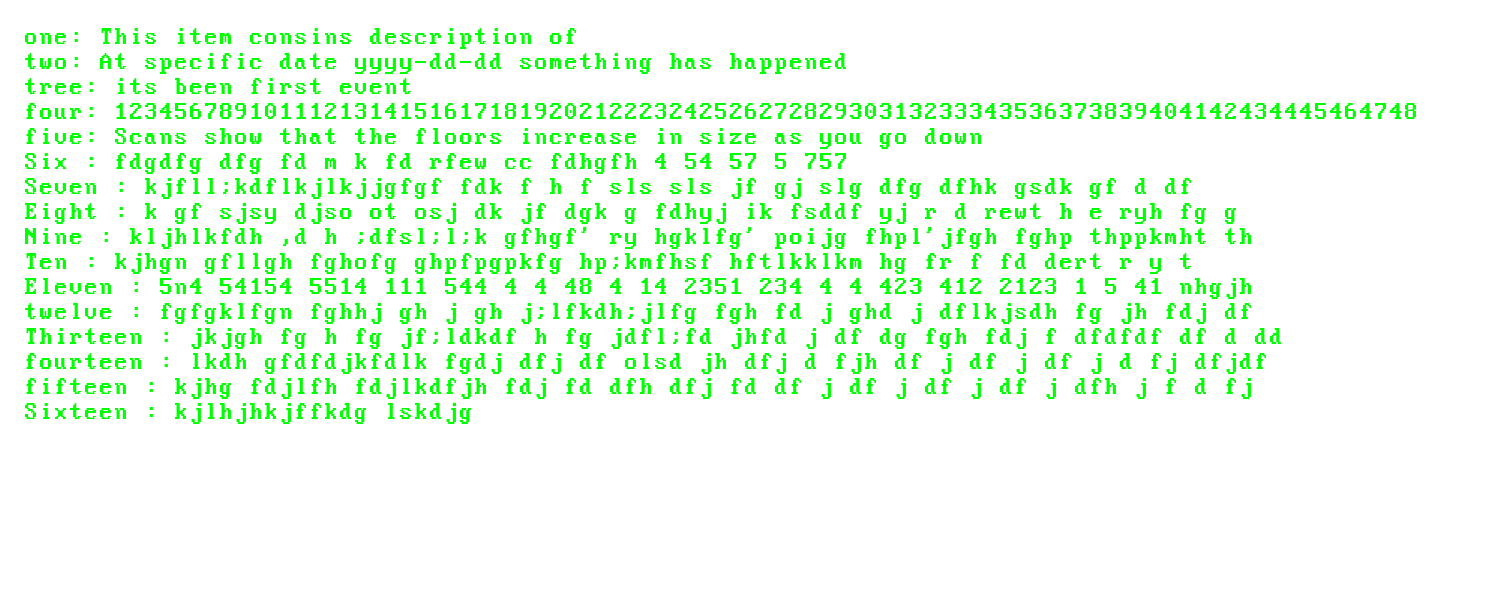 one: This item consins description of
two: At specific date yyyy-dd-dd something has happened
tree: its been first event
four: 123456789101112131415161718192021222324252627282930313233343536373839404142434445464748
five: Scans show that the floors increase in size as you go down
Six : fdgdfg dfg fd m k fd rfew cc fdhgfh 4 54 57 5 757
Seven : kjfll;kdflkjlkjjgfgf fdk f h f sls sls jf gj slg dfg dfhk gsdk gf d df
Eight : k gf sjsy djso ot osj dk jf dgk g fdhyj ik fsddf yj r d rewt h e ryh fg g
Nine : kljhlkfdh ,d h ;dfsl;l;k gfhgf' ry hgklfg' poijg fhpl'jfgh fghp thppkmht th
Ten : kjhgn gfllgh fghofg ghpfpgpkfg hp;kmfhsf hftlkklkm hg fr f fd dert r y t
Eleven : 5n4 54154 5514 111 544 4 4 48 4 14 2351 234 4 4 423 412 2123 1 5 41 nhgjh
twelve : fgfgklfgn fghhj gh j gh j;lfkdh;jlfg fgh fd j ghd j dflkjsdh fg jh fdj df
Thirteen : jkjgh fg h fg jf;ldkdf h fg jdfl;fd jhfd j df dg fgh fdj f dfdfdf df d dd
fourteen : lkdh gfdfdjkfdlk fgdj dfj df olsd jh dfj d fjh df j df j df j d fj dfjdf
fifteen : kjhg fdjlfh fdjlkdfjh fdj fd dfh dfj fd df j df j df j df j dfh j f d fj
Sixteen : kjlhjhkjffkdg lskdjg